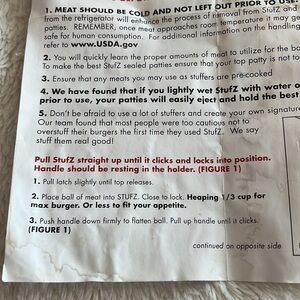 1. MEAT SHOULD BE COLD AND NOT LEFT OUT PRIOR TO USE
from the refrigerator will enhance the process of removal from StufZ and
patties. REMEMBER, once meat approaches room temperature it may ge
safe for human consumption. For additional information on the handling
refer to www.USDA.gov
2. You will quickly learn the proper amounts of meat to utilize for the bo
To make the best StufZ sealed patties ensure that your top patty is not to
3. Ensure that any meats you may use as stuffers are pre-cooked
4. We have found that if you lightly wet StufZ with water o
prior to use, your patties will easily eject and hold the best
5. Don't be afraid to use a lot of stuffers and create your own signatur
Our team found that most people were too cautious not to
overstuff their burgers the first time they used StufZ. We say
stuff them real good!
Pull StufZ straight up until it clicks and locks into position.
Handle should be resting in the holder. (FIGURE 1)
1. Pull latch slightly until top releases.
2. Place ball of meat into STUFZ. Close to lock. Heaping 1/3 cup for
max burger. Or less to fit your appetite.
3. Push handle down firmly to flatten ball. Pull up handle until it clicks.
(FIGURE 1)
continued on opposite side